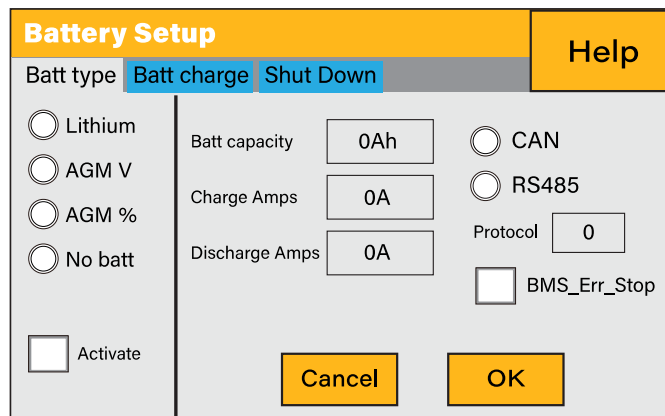 Battery Setup
Help
Batt type Batt charge Shut Down
Lithium
AGM V
AGM %
No batt
Activate
Batt capacity 0Ah
Charge Amps 0A
Discharge Amps 0A
CAN
RS485
Protocol 0
BMS_Err_Stop
Cancel OK